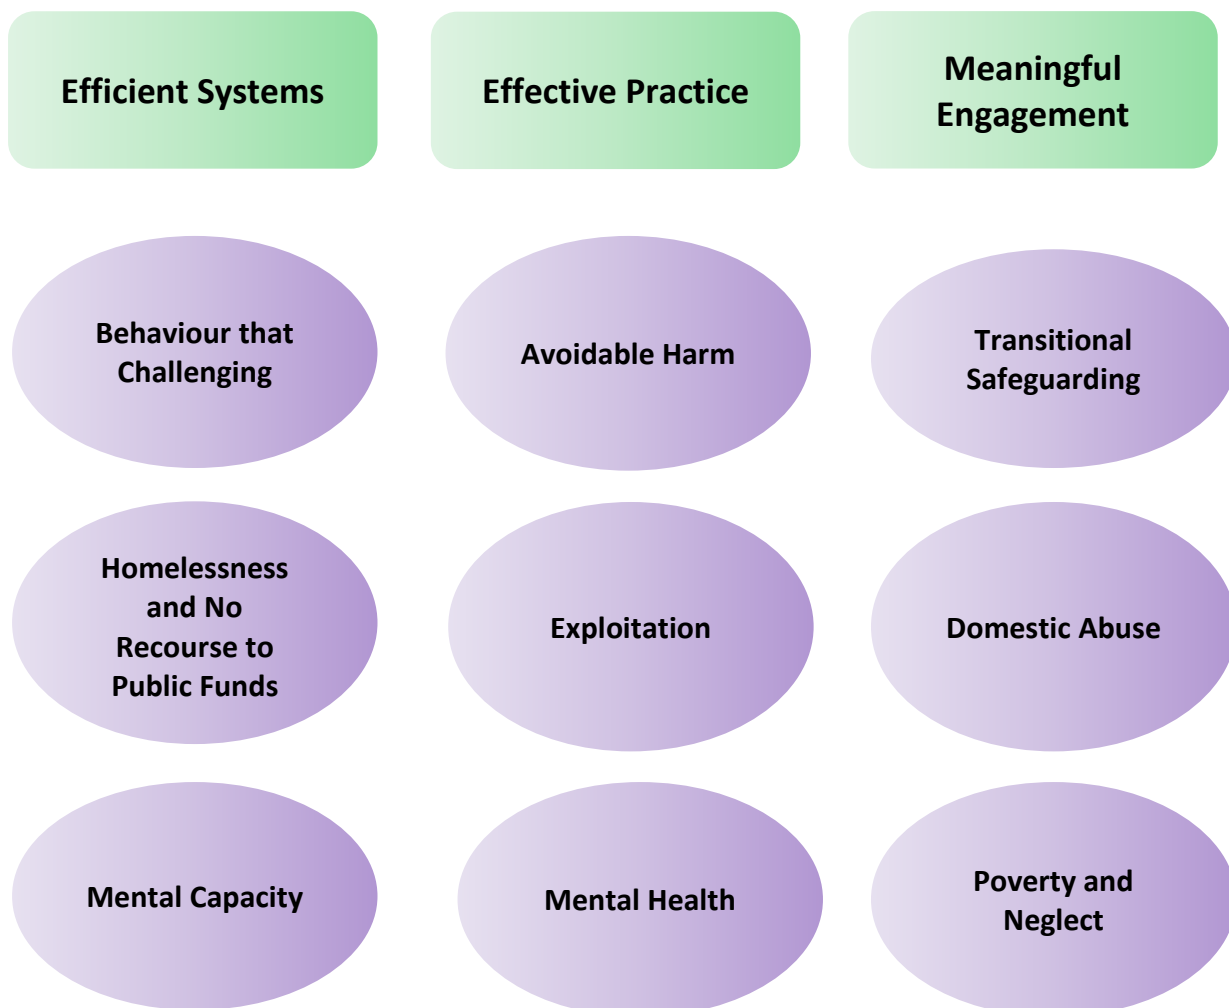 Efficient Systems
Effective Practice
Meaningful
Engagement
Behaviour that
Challenging
Avoidable Harm
Transitional
Safeguarding
Homelessness
and No
Recourse to
Public Funds
Exploitation
Domestic Abuse
Mental Capacity
Mental Health
Poverty and
Neglect